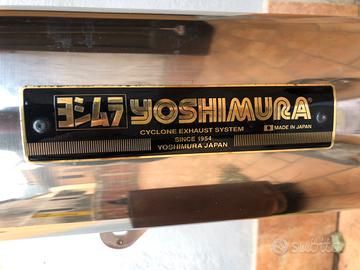 ヨシムラ YOSHIMURA®
CYCLONE EXHAUST SYSTEM
MADE IN JAPAN
SINCE 1954
YOSHIMURA JAPAN
subito